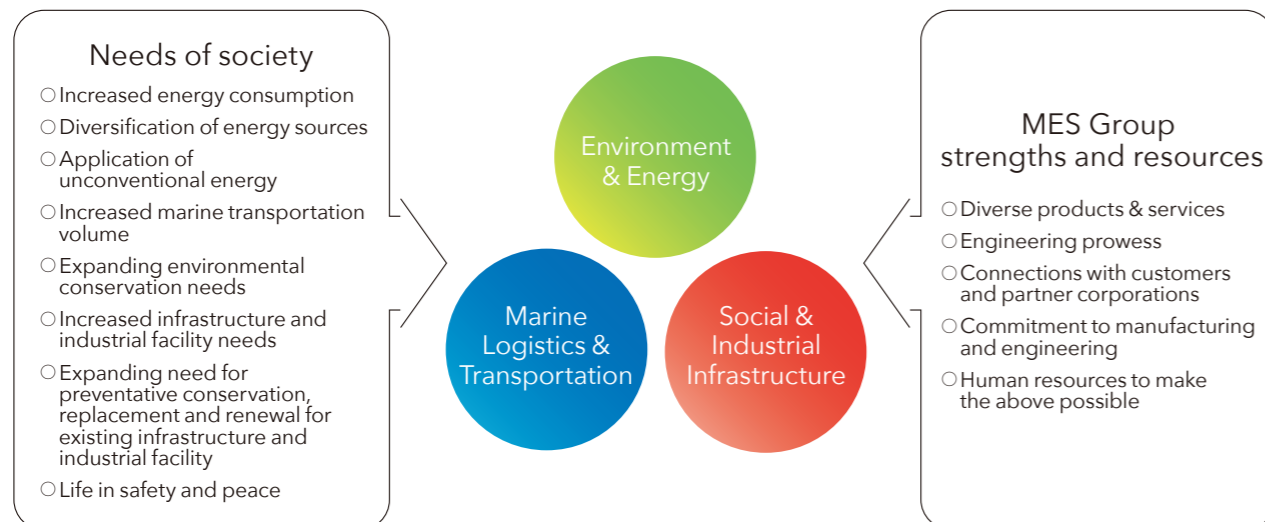 Needs of society
○Increased energy consumption
○Diversification of energy sources
○Application of
unconventional energy
○Increased marine transportation
volume
○Expanding environmental
conservation needs
○Increased infrastructure and
industrial facility needs
○Expanding need for
preventative conservation,
replacement and renewal for
existing infrastructure and
industrial facility
○Life in safety and peace
Environment
& Energy
Marine
Logistics &
Transportation
Social &
Industrial
Infrastructure
MES Group
strengths and resources
○Diverse products & services
○Engineering prowess
○Connections with customers
and partner corporations
○Commitment to manufacturing
and engineering
○Human resources to make
the above possible